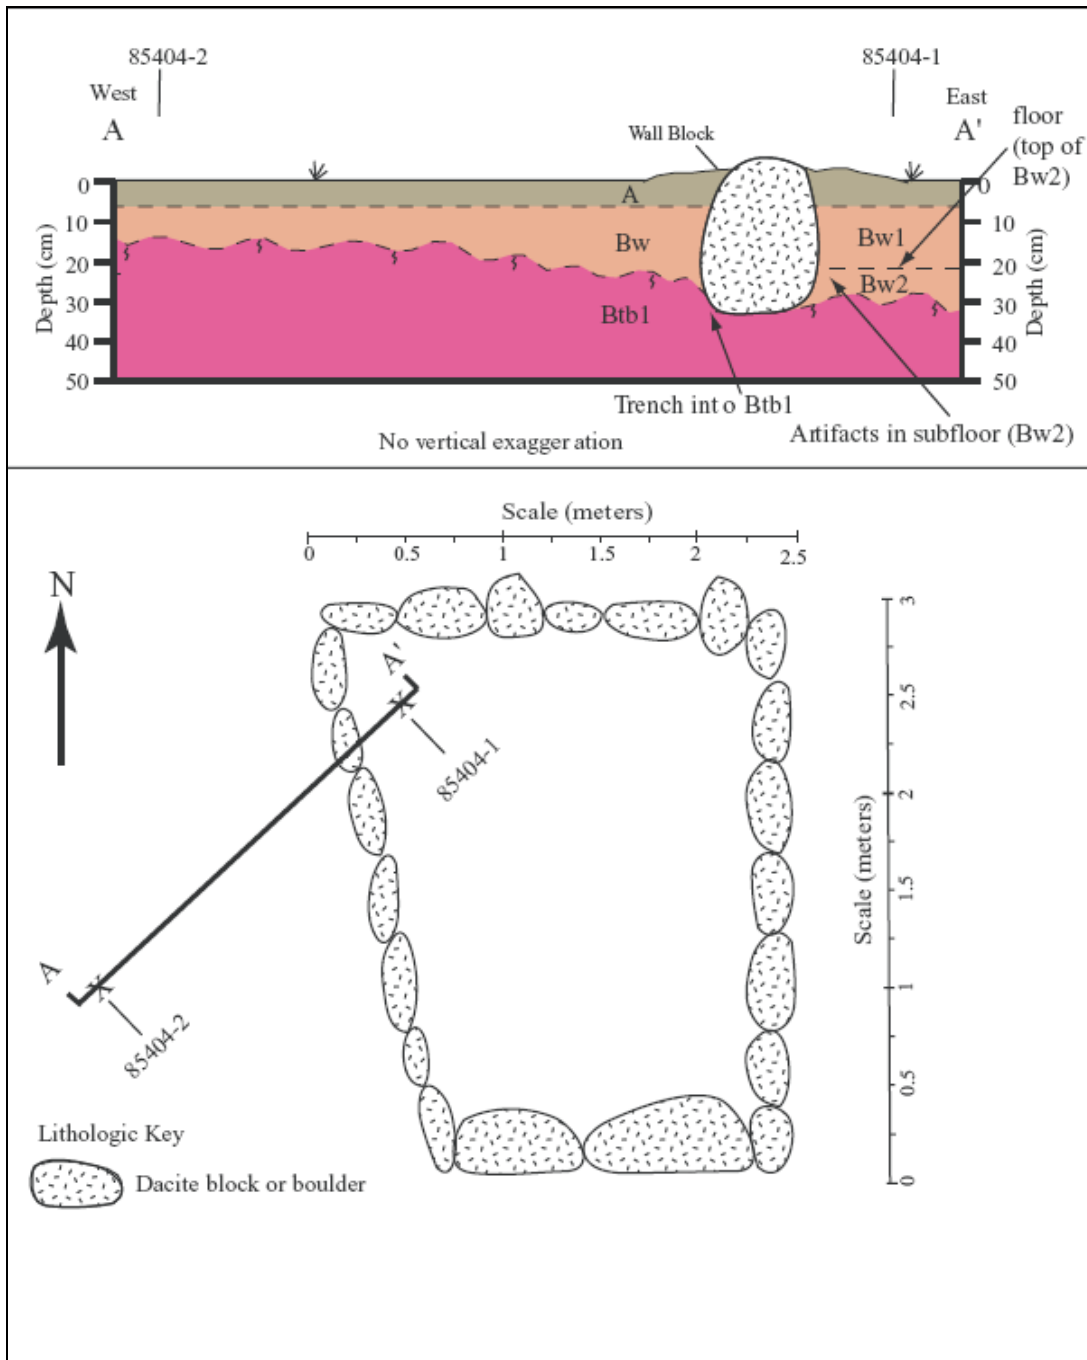 85404-2
85404-1
West
East
A
A'
floor
(top of
Bw2)
Wall Block
0
10
20
30
40
50
Depth (cm)
A
Bw
Btb1
Bw1
Bw2
0
10
20
30
40
50
Depth (cm)
Trench int o Btb1
Artifacts in subfloor (Bw2)
No vertical exagger ation
Scale (meters)
0 0.5 1 1.5 2 2.5
N
A'
X
85404-1
A
X
85404-2
3
2.5
2
1.5
1
0.5
0
Scale (meters)
Lithologic Key
Dacite block or boulder